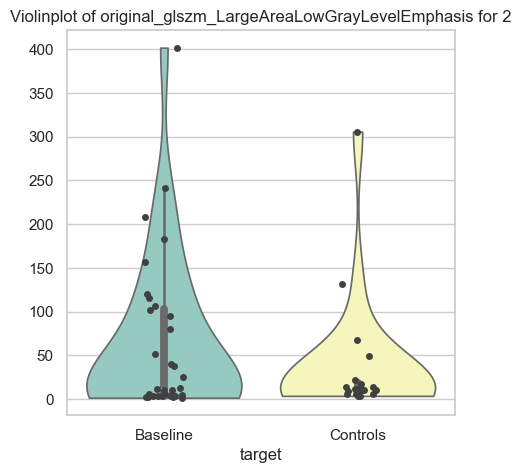 Violinplot of original_glszm_LargeAreaLowGrayLevelEmphasis for 2
400
350
300
250
200
150
100
50
0
Baseline
Controls
target